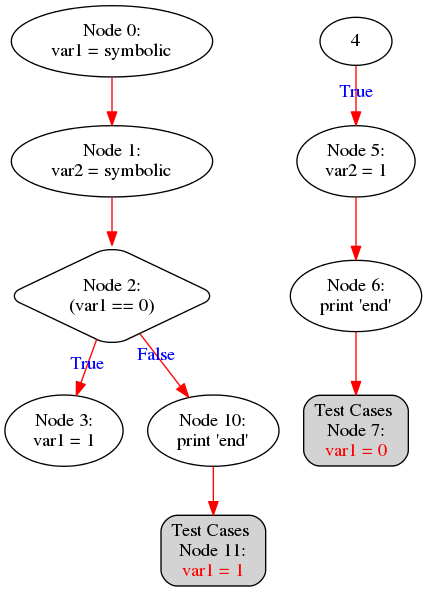 Node 0:
var1 = symbolic
4
True
Node 1:
var2 = symbolic
Node 5:
var2 = 1
Node 2:
(var1 == 0)
Node 6:
print 'end'
True
False
Node 3:
var1 = 1
Node 10:
print 'end'
Test Cases
Node 7:
var1 = 0
Test Cases
Node 11:
var1 = 1